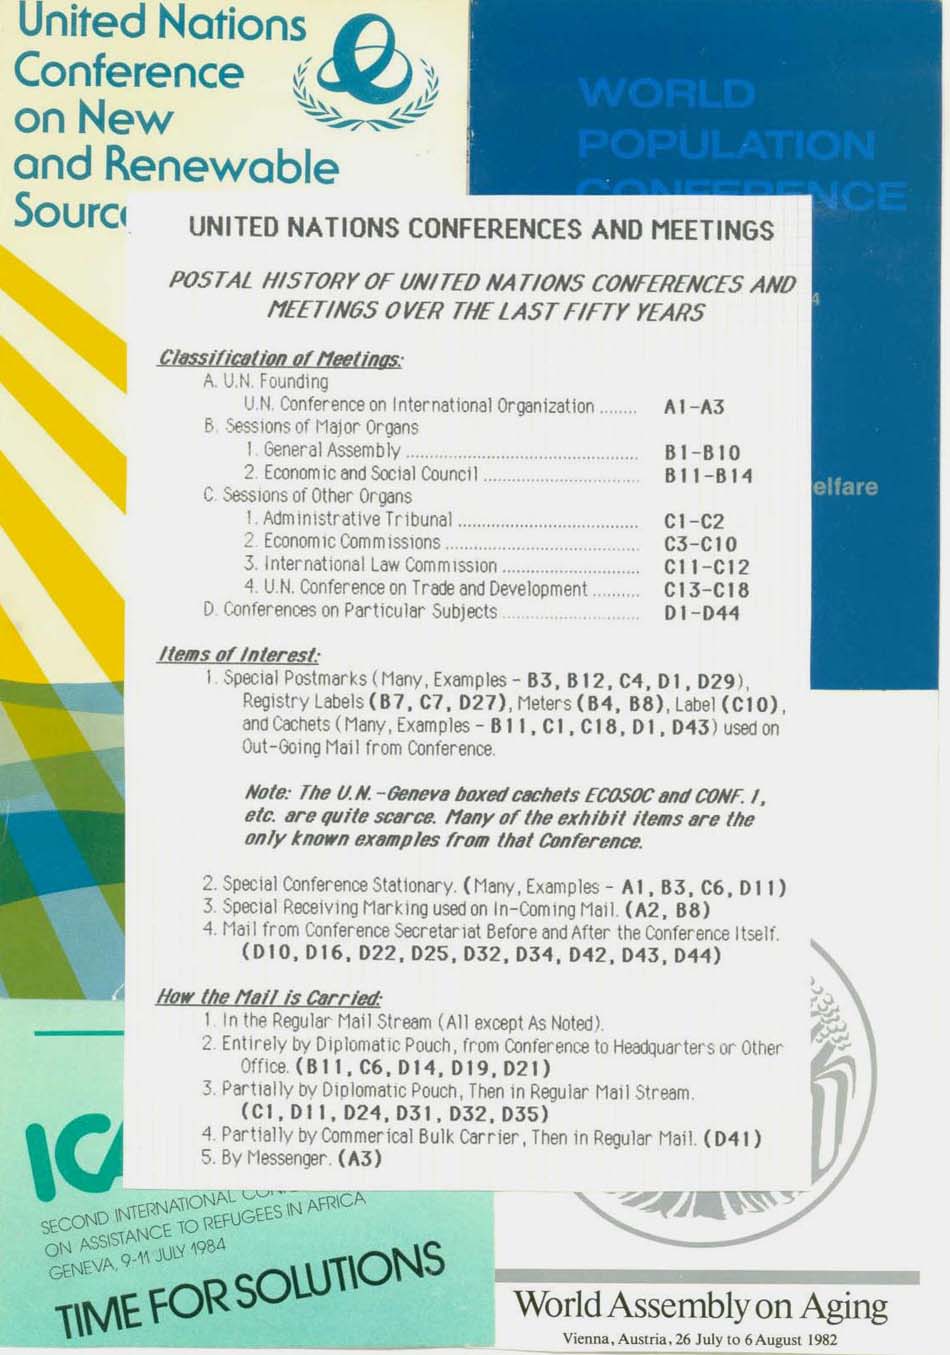 United Nations
Conference
on New
and Renewable
Sourc
WORLD
POPULATION
CONFERENCE
4
elfare
UNITED NATIONS CONFERENCES AND MEETINGS
POSTAL HISTORY OF UNITED NATIONS CONFERENCES AND
MEETINGS OVER THE LAST FIFTY YEARS
Classification of Meetings:
A. U.N. Founding
U.N. Conference on International Organization ........ A1-A3
B. Sessions of Major Organs
1. General Assembly ................................................ B1-B10
2. Economic and Social Council ................................ B11-B14
C. Sessions of Other Organs
1. Administrative Tribunal ..................................... C1-C2
2. Economic Commissions ........................................ C3-C10
3. International Law Commission ............................ C11-C12
4. U.N. Conference on Trade and Development .......... C13-C18
D. Conferences on Particular Subjects ............................. D1-D44
Items of Interest:
1. Special Postmarks (Many, Examples - B3, B12, C4, D1, D29),
Registry Labels (B7, C7, D27), Meters (B4, B8), Label (C10),
and Cachets (Many, Examples - B11, C1, C18, D1, D43) used on
Out-Going Mail from Conference.
Note: The U.N.-Geneva boxed cachets ECOSOC and CONF. 1,
etc. are quite scarce. Many of the exhibit items are the
only known examples from that Conference.
2. Special Conference Stationary. (Many, Examples - A1, B3, C6, D11)
3. Special Receiving Marking used on In-Coming Mail. (A2, B8)
4. Mail from Conference Secretariat Before and After the Conference Itself.
(D10, D16, D22, D25, D32, D34, D42, D43, D44)
How the Mail is Carried:
1. In the Regular Mail Stream (All except As Noted).
2. Entirely by Diplomatic Pouch, from Conference to Headquarters or Other
Office. (B11, C6, D14, D19, D21)
3. Partially by Diplomatic Pouch, Then in Regular Mail Stream.
(C1, D11, D24, D31, D32, D35)
4. Partially by Commerical Bulk Carrier, Then in Regular Mail. (D41)
5. By Messenger. (A3)
IC
SECOND INTERNATIONAL CON
ON ASSISTANCE TO REFUGEES IN AFRICA
GENEVA, 9-11 JULY 1984
TIME FOR SOLUTIONS
World Assembly on Aging
Vienna, Austria, 26 July to 6 August 1982